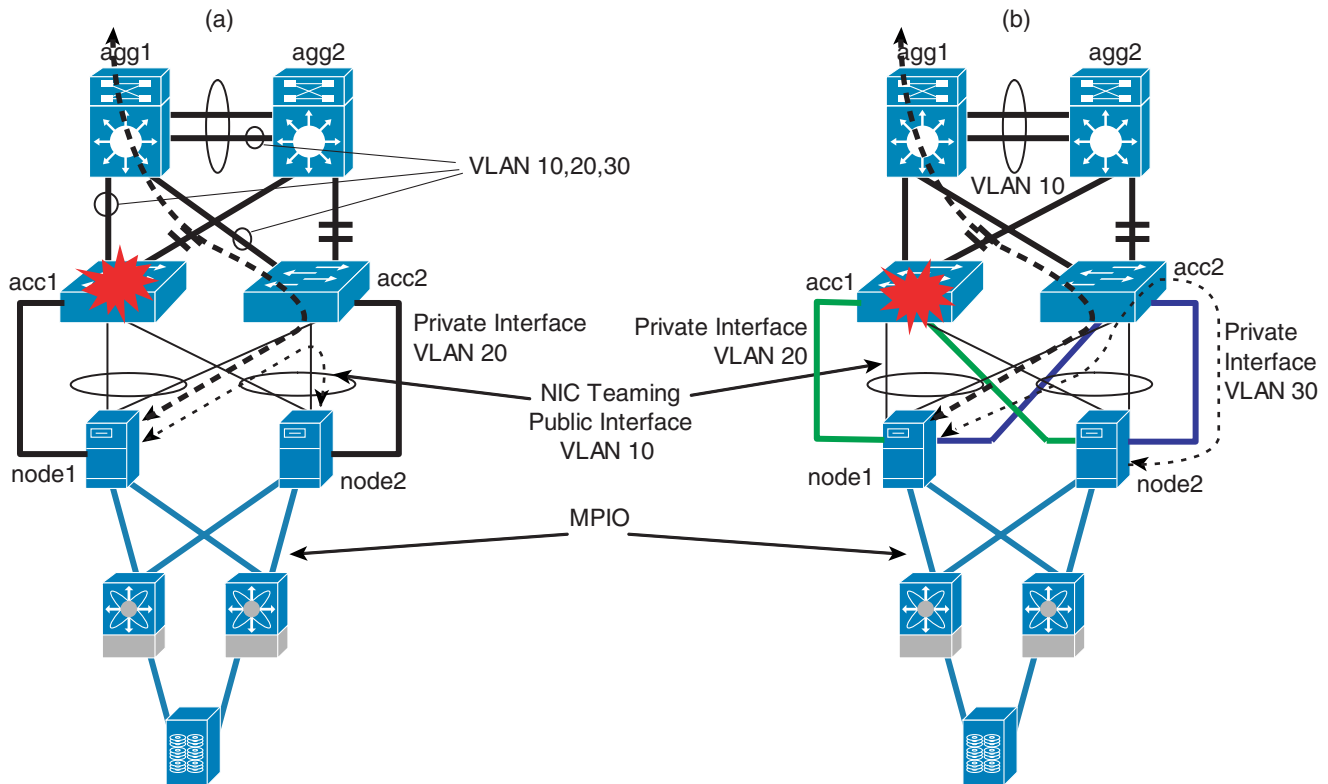 (a)
agg1
agg2
VLAN 10,20,30
acc1
acc2
Private Interface
VLAN 20
node1
node2
(b)
agg1
agg2
VLAN 10
acc1
acc2
Private Interface
VLAN 20
Private
Interface
VLAN 30
node1
node2
NIC Teaming
Public Interface
VLAN 10
MPIO